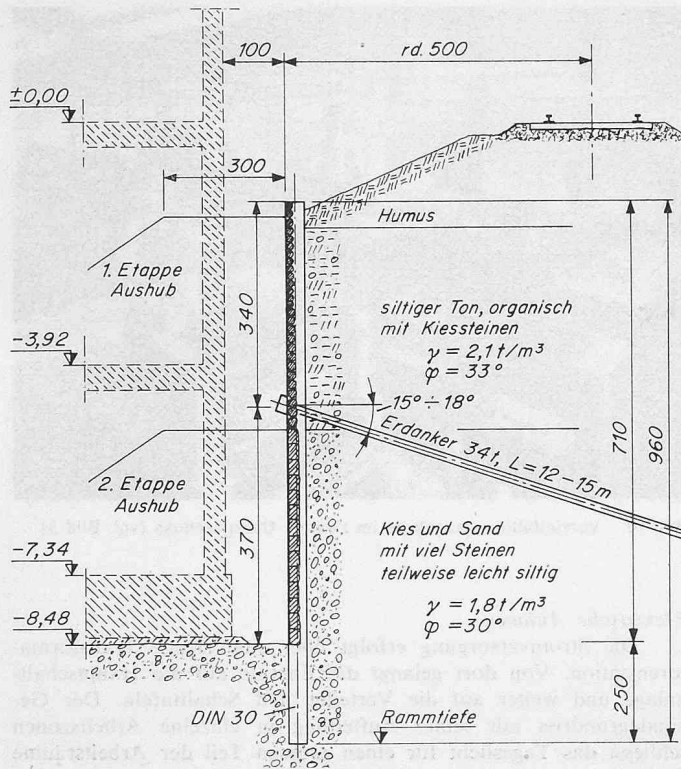 100
rd. 500
±0,00
300
Humus
1. Etappe
Aushub
340
siltiger Ton, organisch
mit Kiessteinen
γ = 2,1 t/m³
φ = 33°
-3,92
15° ÷ 18°
Erdanker 34t, L = 12 – 15m
710
960
2. Etappe
Aushub
370
Kies und Sand
mit viel Steinen
teilweise leicht siltig
-7,34
γ = 1,8 t/m³
φ = 30°
-8,48
DIN 30
Rammtiefe
250